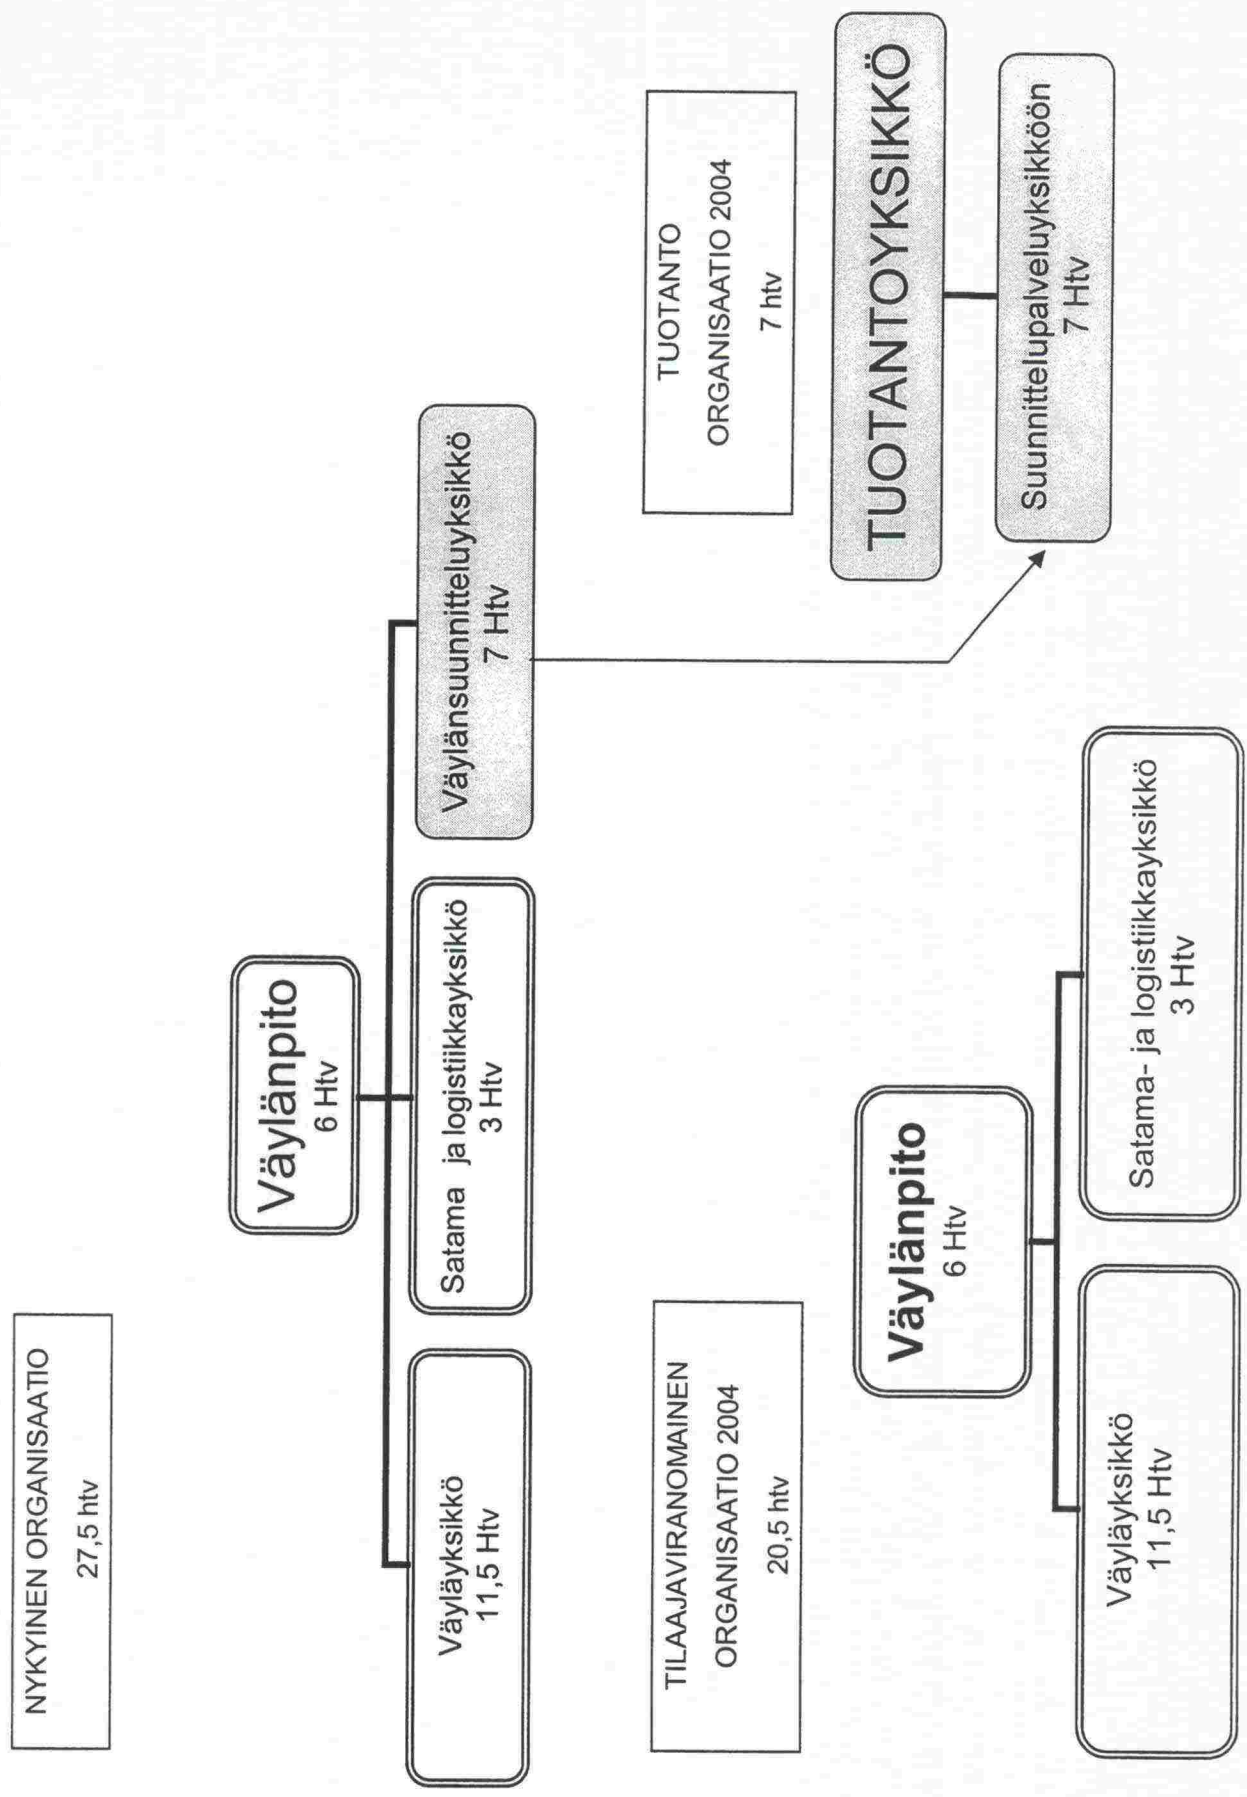 NYKYINEN ORGANISAATIO
27,5 htv
Väylänpito
6 Htv
Väyläyksikkö
11,5 Htv
Satama ja logistiikkayksikkö
3 Htv
Väylänsuunnitteluyksikkö
7 Htv
TILAAJAVIRANOMAINEN
ORGANISAATIO 2004
20,5 htv
TUOTANTO
ORGANISAATIO 2004
7 htv
Väylänpito
6 Htv
TUOTANTOYKSIKKÖ
Väyläyksikkö
11,5 Htv
Satama- ja logistiikkayksikkö
3 Htv
Suunnittelupalveluyksikköön
7 Htv